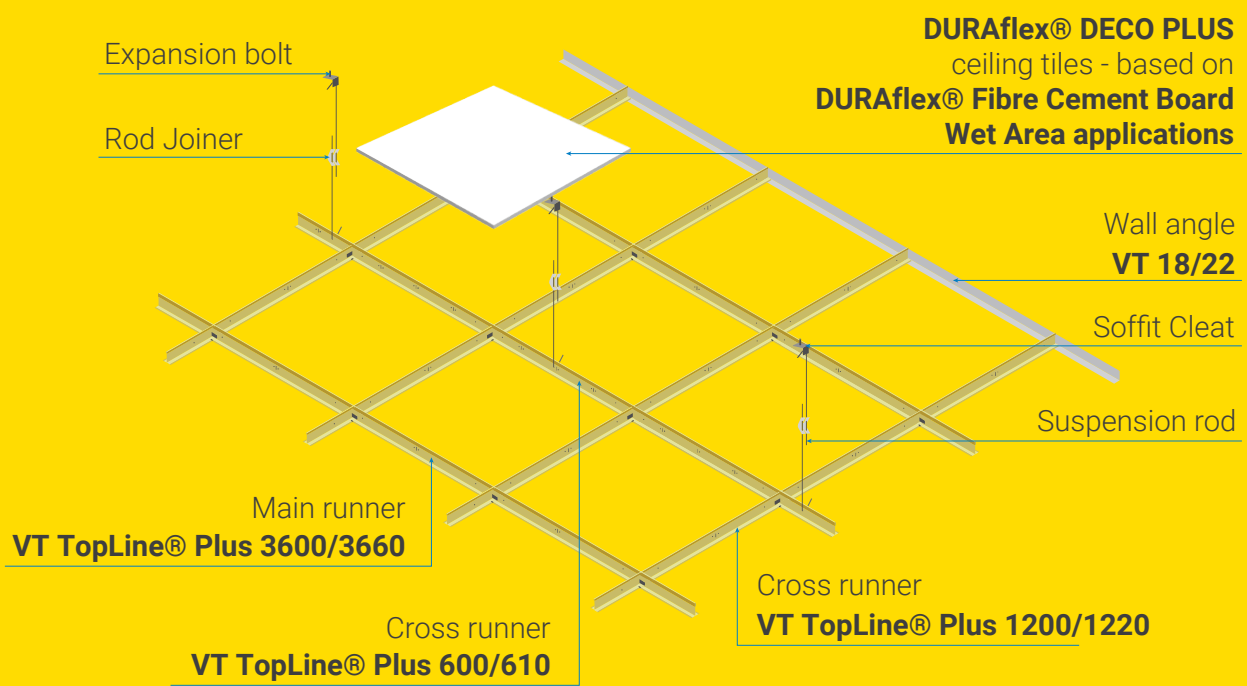 Expansion bolt
Rod Joiner
DURAflex® DECO PLUS
ceiling tiles - based on
DURAflex® Fibre Cement Board
Wet Area applications
Wall angle
VT 18/22
Soffit Cleat
Suspension rod
Main runner
VT TopLine® Plus 3600/3660
Cross runner
VT TopLine® Plus 600/610
Cross runner
VT TopLine® Plus 1200/1220